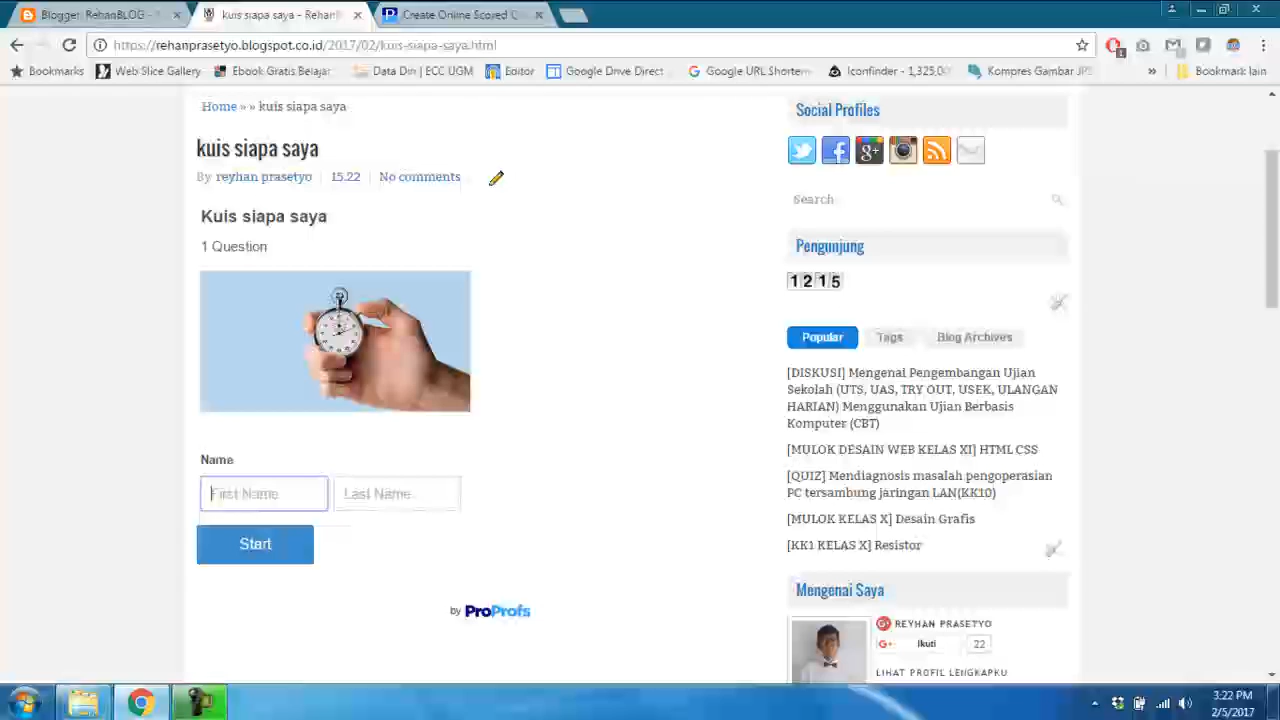 Blogger: RehanBLOG - 
kuis siapa saya - Rehan
Create Online Scored 
https://rehanprasetyo.blogspot.co.id/2017/02/kuis-siapa-saya.html
1
Bookmarks
Web Slice Gallery
Ebook Gratis Belajar
Data Diri | ECC UGM
Editor
Google Drive Direct
Google URL Shorten
Iconfinder - 1,325,00
Kompres Gambar JPE
»
Bookmark lain
Home » » kuis siapa saya
kuis siapa saya
By reyhan prasetyo
15.22
No comments
Kuis siapa saya
1 Question
Name
First Name
Last Name
Start
by ProProfs
Social Profiles
Search
Pengunjung
1215
Popular
Tags
Blog Archives
[DISKUSI] Mengenai Pengembangan Ujian
Sekolah (UTS, UAS, TRY OUT, USEK, ULANGAN
HARIAN) Menggunakan Ujian Berbasis
Komputer (CBT)
[MULOK DESAIN WEB KELAS XI] HTML CSS
[QUIZ] Mendiagnosis masalah pengoperasian
PC tersambung jaringan LAN(KK10)
[MULOK KELAS X] Desain Grafis
[KK1 KELAS X] Resistor
Mengenai Saya
REYHAN PRASETYO
G+ Ikuti
22
LIHAT PROFIL LENGKAPKU
3:22 PM
2/5/2017